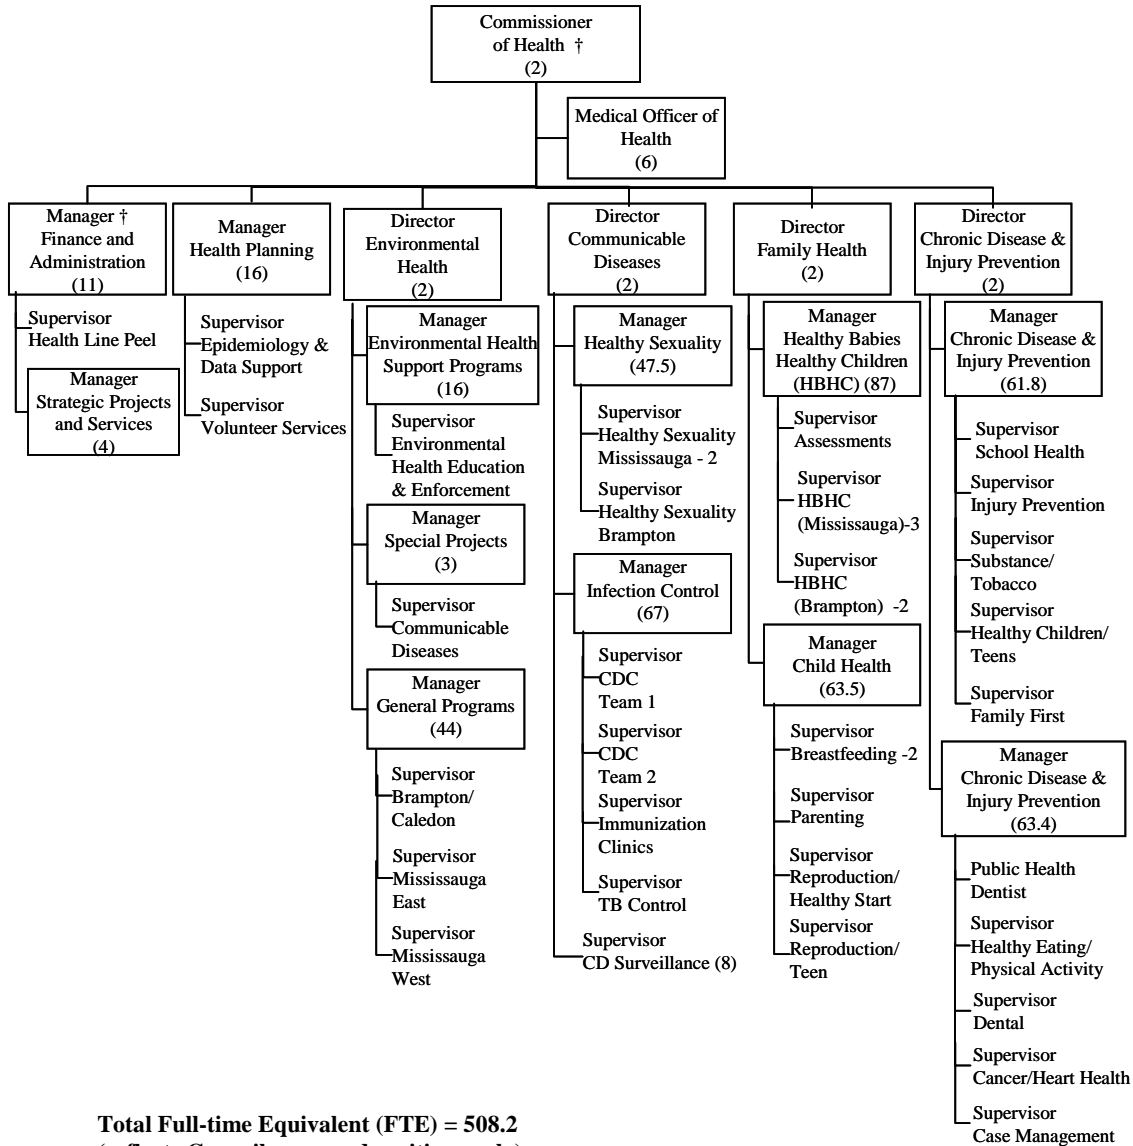 Commissioner
of Health †
(2)
Medical Officer of
Health
(6)
Manager †
Finance and
Administration
(11)
Supervisor
Health Line Peel
Manager
Strategic Projects
and Services
(4)
Manager
Health Planning
(16)
Supervisor
Epidemiology &
Data Support
Supervisor
Volunteer Services
Director
Environmental
Health
(2)
Manager
Environmental Health
Support Programs
(16)
Supervisor
Environmental
Health Education
& Enforcement
Manager
Special Projects
(3)
Supervisor
Communicable
Diseases
Manager
General Programs
(44)
Supervisor
Brampton/
Caledon
Supervisor
Mississauga
East
Supervisor
Mississauga
West
Director
Communicable
Diseases
(2)
Manager
Healthy Sexuality
(47.5)
Supervisor
Healthy Sexuality
Mississauga - 2
Supervisor
Healthy Sexuality
Brampton
Manager
Infection Control
(67)
Supervisor
CDC
Team 1
Supervisor
CDC
Team 2
Supervisor
Immunization
Clinics
Supervisor
TB Control
Supervisor
CD Surveillance (8)
Director
Family Health
(2)
Manager
Healthy Babies
Healthy Children
(HBHC) (87)
Supervisor
Assessments
Supervisor
HBHC
(Mississauga)-3
Supervisor
HBHC
(Brampton) -2
Manager
Child Health
(63.5)
Supervisor
Breastfeeding -2
Supervisor
Parenting
Supervisor
Reproduction/
Healthy Start
Supervisor
Reproduction/
Teen
Director
Chronic Disease &
Injury Prevention
(2)
Manager
Chronic Disease &
Injury Prevention
(61.8)
Supervisor
School Health
Supervisor
Injury Prevention
Supervisor
Substance/
Tobacco
Supervisor
Healthy Children/
Teens
Supervisor
Family First
Manager
Chronic Disease &
Injury Prevention
(63.4)
Public Health
Dentist
Supervisor
Healthy Eating/
Physical Activity
Supervisor
Dental
Supervisor
Cancer/Heart Health
Supervisor
Case Management
Total Full-time Equivalent (FTE) = 508.2